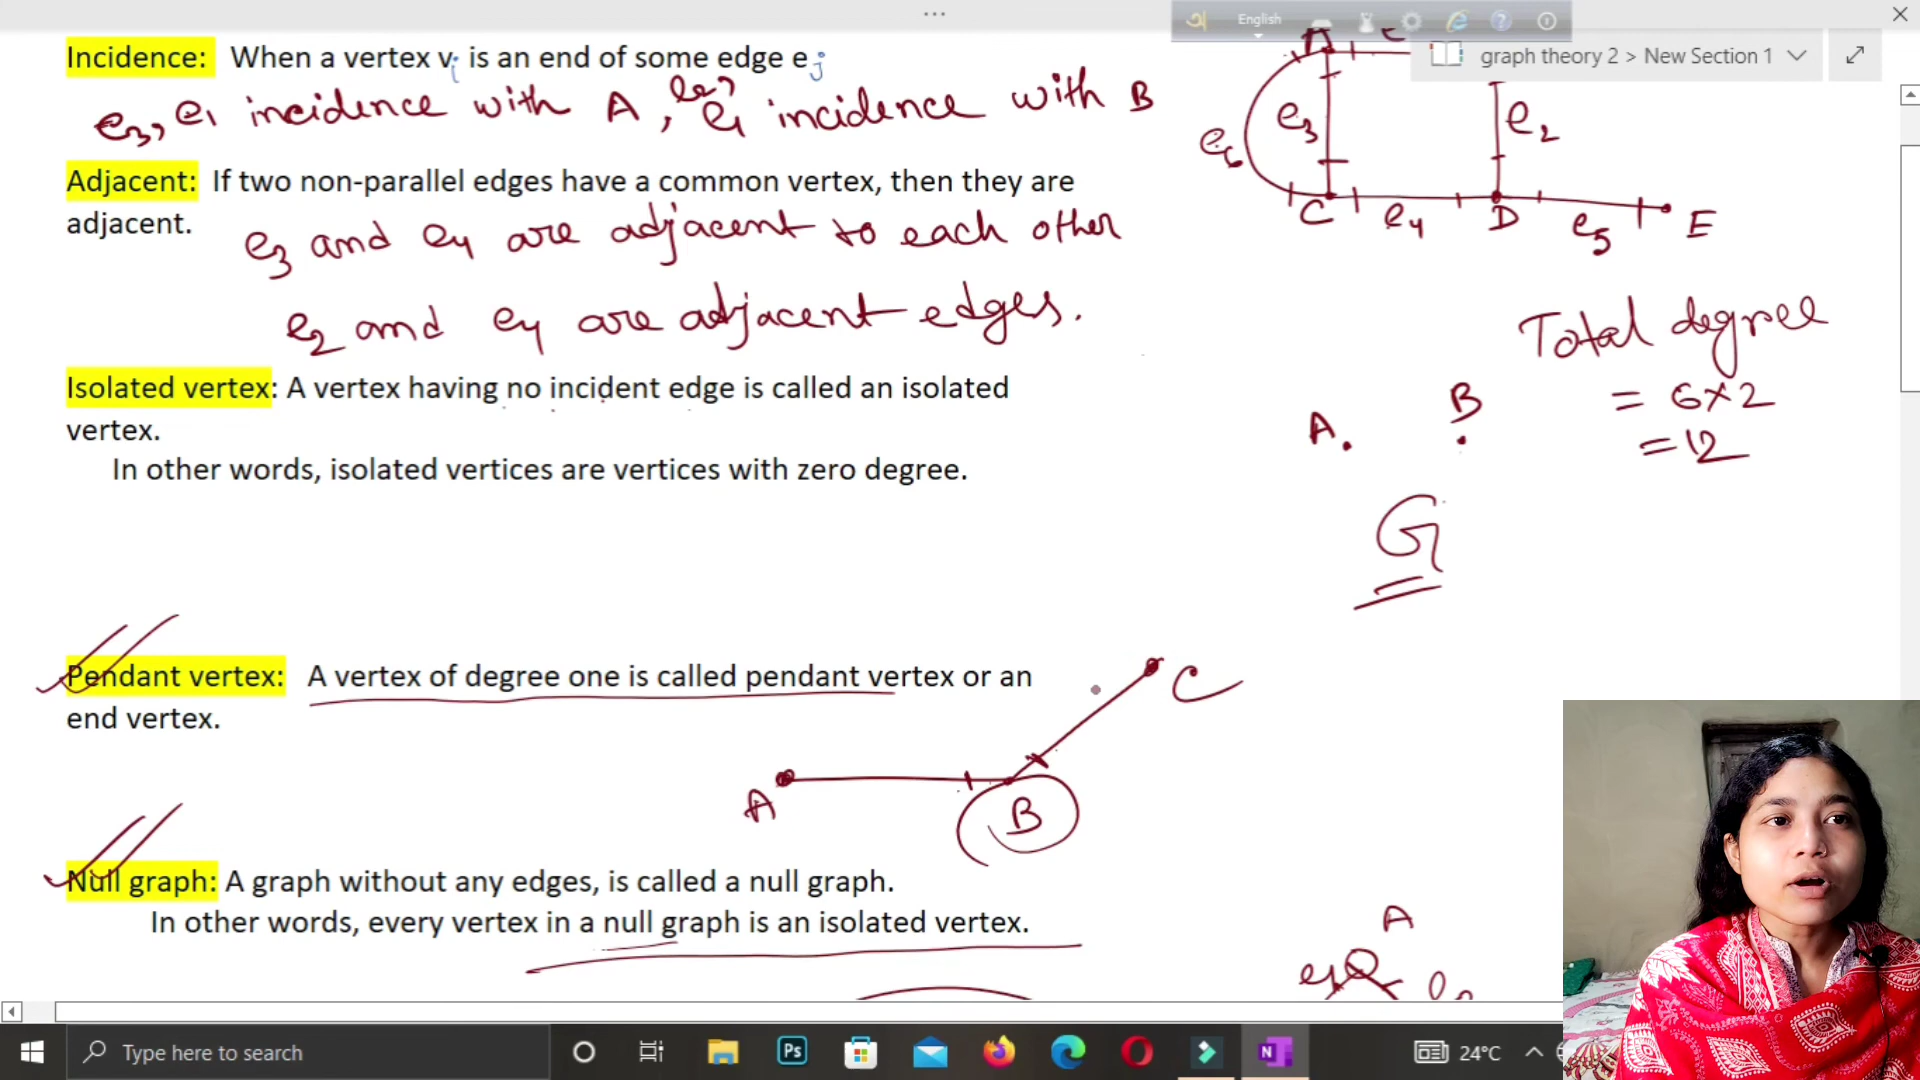 English
graph theory 2 > New Section 1
Incidence: When a vertex vi is an end of some edge ej
e3, e1 incidence with A, e1 incidence with B
Adjacent: If two non-parallel edges have a common vertex, then they are
adjacent.
e3 and e4 are adjacent to each other
e2 and e4 are adjacent edges.
A
e6
e3
e2
C
e4
D
e5
E
Total degree
= 6×2
= 12
Isolated vertex: A vertex having no incident edge is called an isolated
vertex.
In other words, isolated vertices are vertices with zero degree.
A
B
G
Pendant vertex: A vertex of degree one is called pendant vertex or an
end vertex.
A
B
C
Null graph: A graph without any edges, is called a null graph.
In other words, every vertex in a null graph is an isolated vertex.
A
Type here to search
Ps
N
24°C